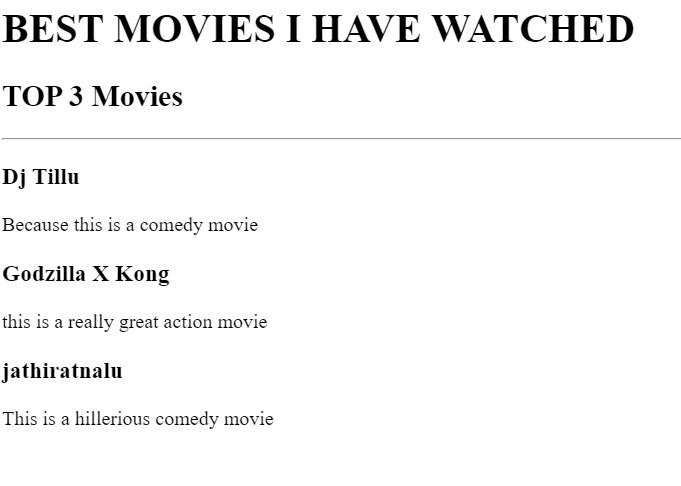 BEST MOVIES I HAVE WATCHED
TOP 3 Movies
Dj Tillu
Because this is a comedy movie
Godzilla X Kong
this is a really great action movie
jathiratnalu
This is a hillerious comedy movie